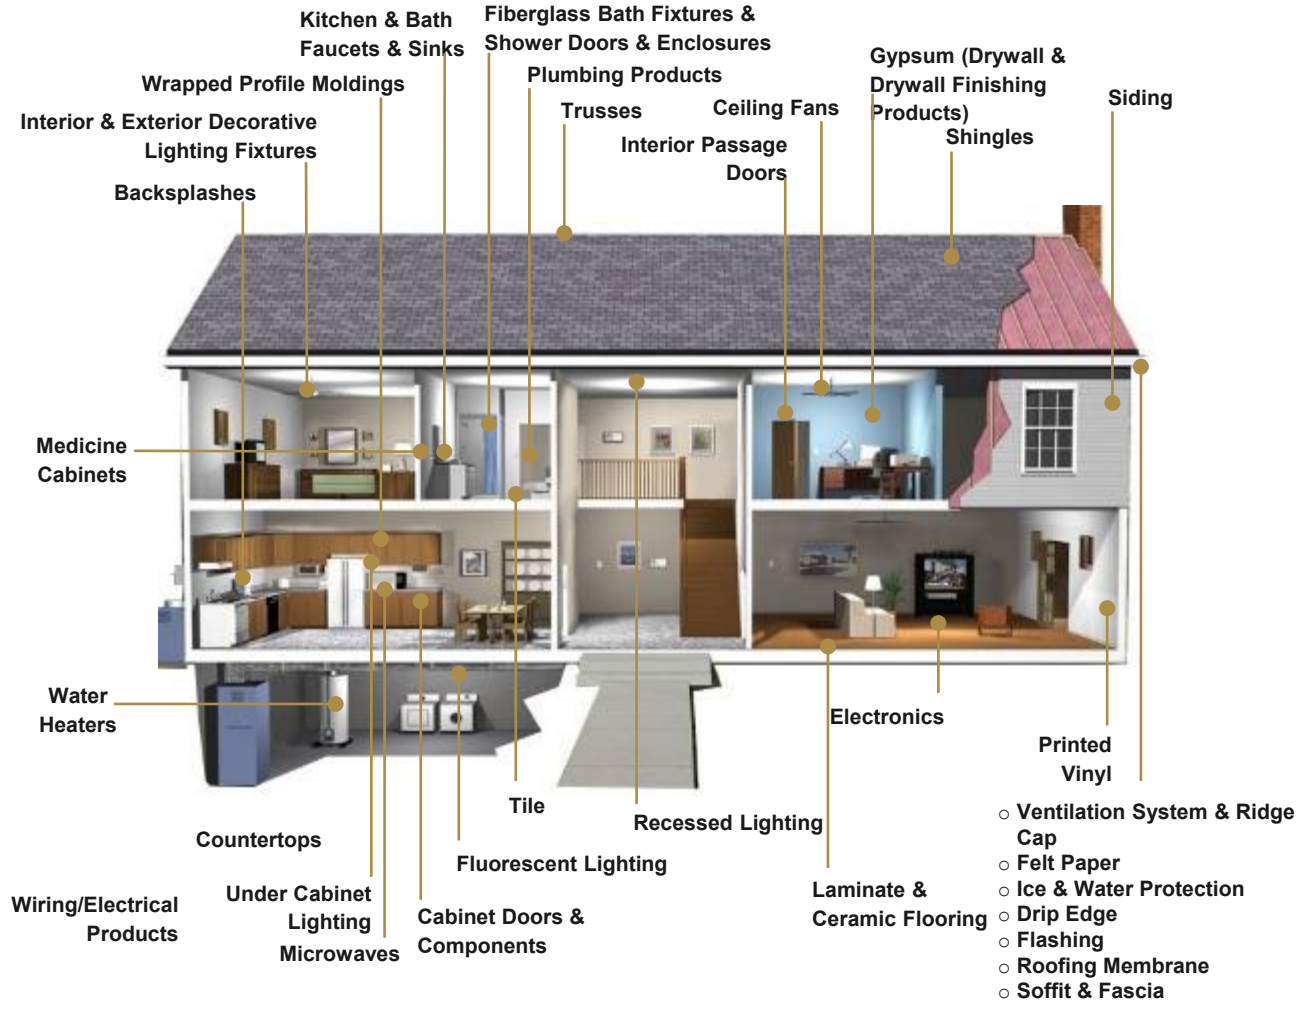 Kitchen & Bath
Faucets & Sinks
Fiberglass Bath Fixtures &
Shower Doors & Enclosures
Gypsum (Drywall &
Drywall Finishing
Products)
Wrapped Profile Moldings
Plumbing Products
Siding
Trusses
Ceiling Fans
Interior & Exterior Decorative
Lighting Fixtures
Interior Passage
Doors
Shingles
Backsplashes
Medicine
Cabinets
Water
Heaters
Electronics
Printed
Vinyl
Tile
Recessed Lighting
Countertops
Fluorescent Lighting
Under Cabinet
Lighting
Wiring/Electrical
Products
Microwaves
Cabinet Doors &
Components
Laminate &
Ceramic Flooring
○ Ventilation System & Ridge
Cap
○ Felt Paper
○ Ice & Water Protection
○ Drip Edge
○ Flashing
○ Roofing Membrane
○ Soffit & Fascia